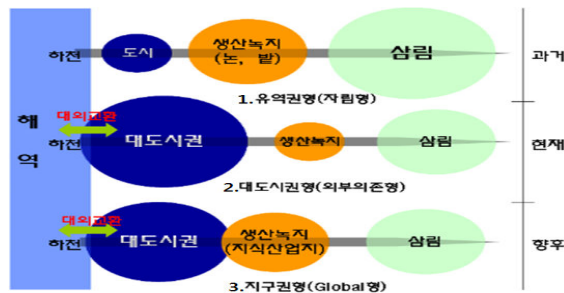 하전
도시
생산녹지
(논, 밭)
삼림
과거
1.유역권형(자립형)
해
역
대외교환
하전
대도시권
생산녹지
삼림
현재
2.대도시권형(외부의존형)
대외교환
하전
대도시권
생산녹지
(지식산업지)
삼림
향후
3.지구권형(Global형)